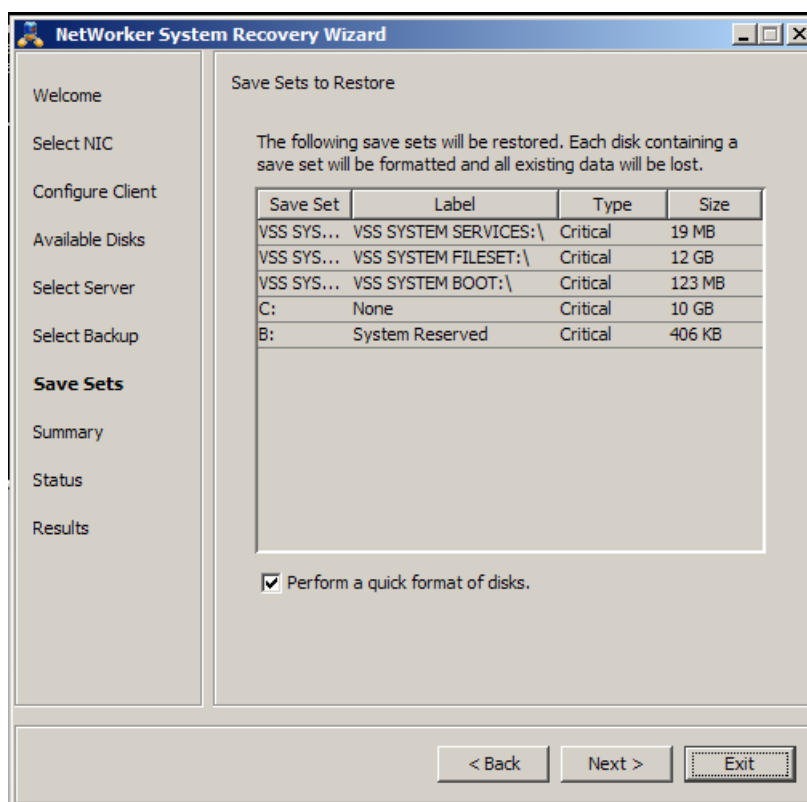 NetWorker System Recovery Wizard
Welcome
Select NIC
Configure Client
Available Disks
Select Server
Select Backup
Save Sets
Summary
Status
Results
Save Sets to Restore
The following save sets will be restored. Each disk containing a
save set will be formatted and all existing data will be lost.
Save Set Label Type Size
VSS SYS... VSS SYSTEM SERVICES:\ Critical 19 MB
VSS SYS... VSS SYSTEM FILESET:\ Critical 12 GB
VSS SYS... VSS SYSTEM BOOT:\ Critical 123 MB
C: None Critical 10 GB
B: System Reserved Critical 406 KB
Perform a quick format of disks.
< Back Next > Exit